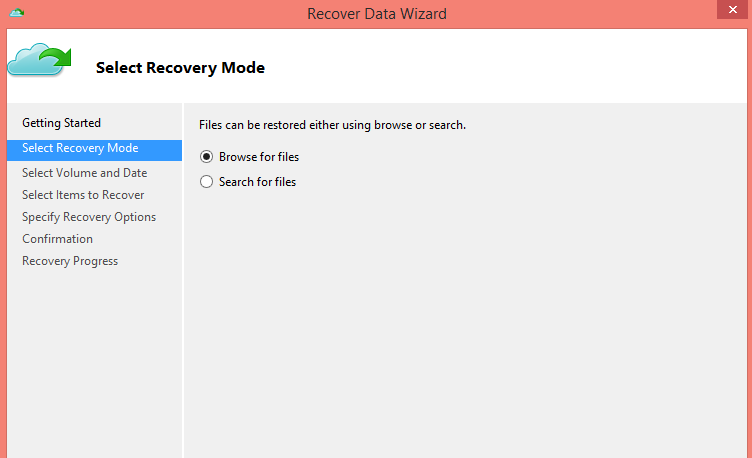 Recover Data Wizard
Select Recovery Mode
Getting Started
Select Recovery Mode
Select Volume and Date
Select Items to Recover
Specify Recovery Options
Confirmation
Recovery Progress
Files can be restored either using browse or search.
Browse for files
Search for files